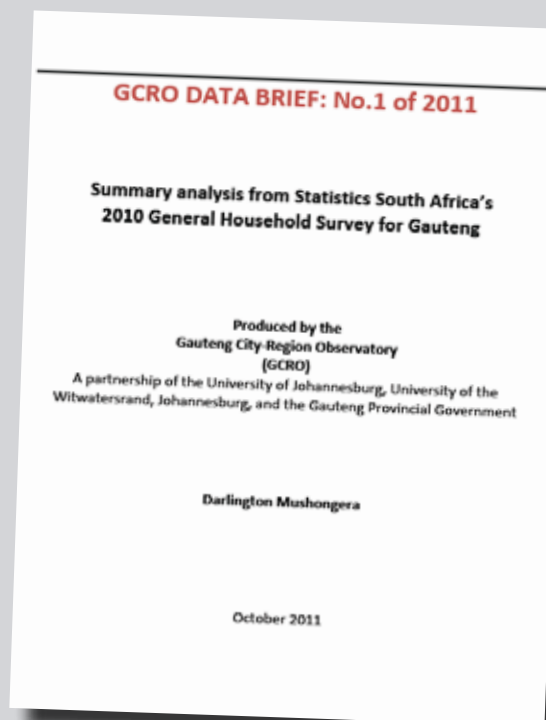 GCRO DATA BRIEF: No.1 of 2011
Summary analysis from Statistics South Africa's
2010 General Household Survey for Gauteng
Produced by the
Gauteng City-Region Observatory
(GCRO)
A partnership of the University of Johannesburg, University of the
Witwatersrand, Johannesburg, and the Gauteng Provincial Government
Darlington Mushongera
October 2011